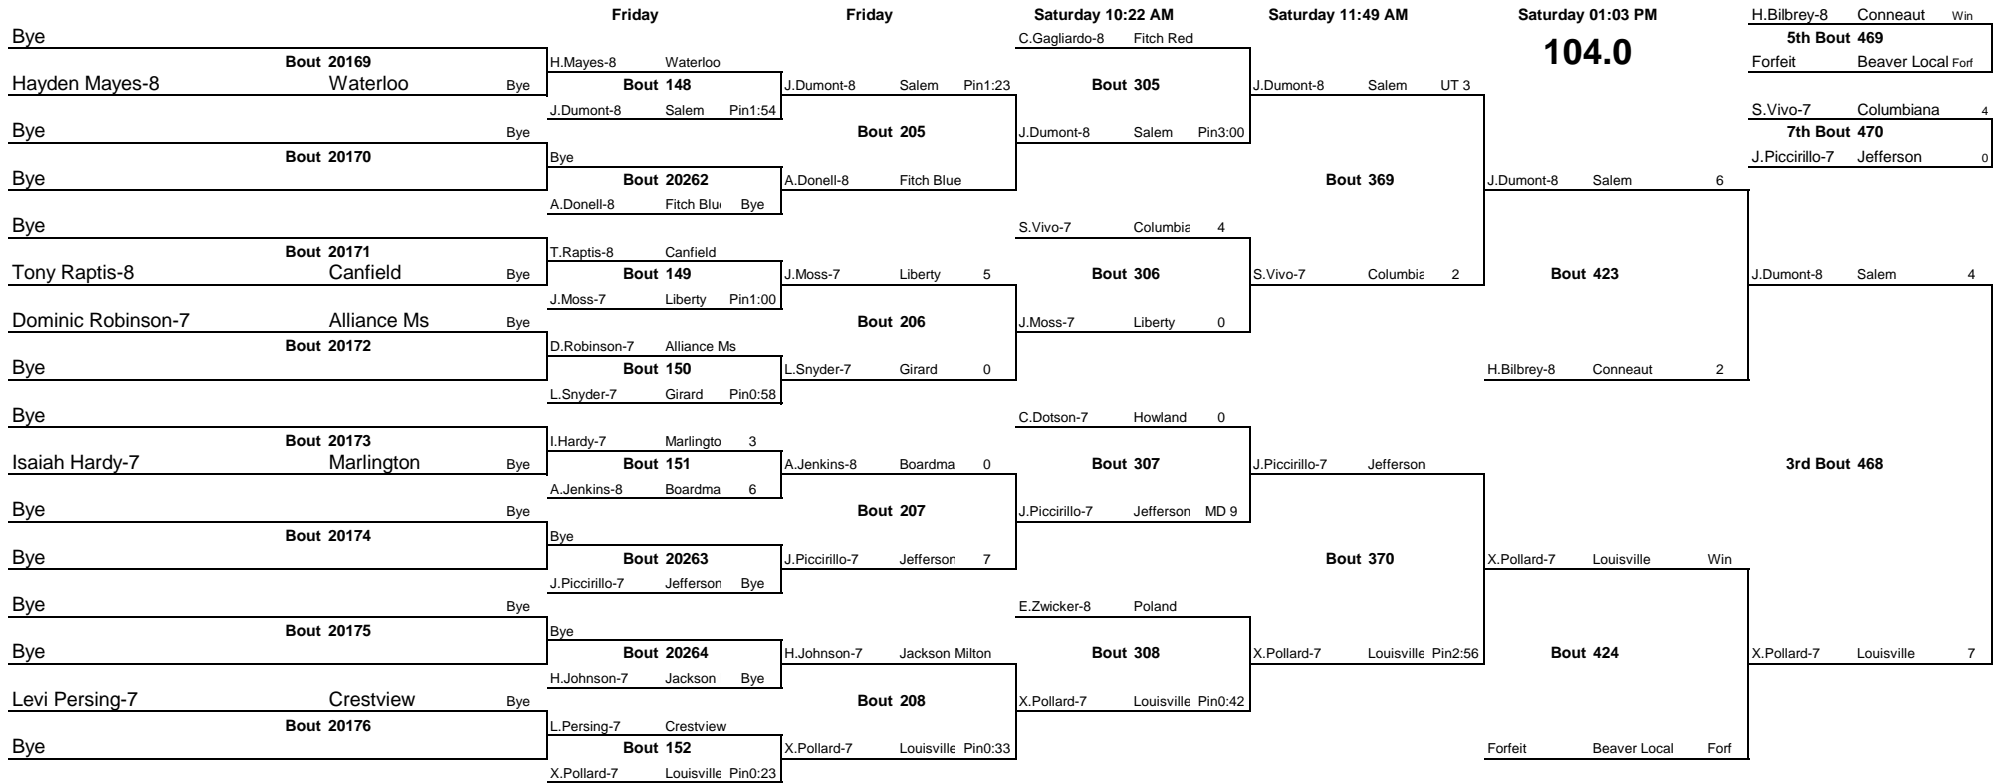 Friday Friday Saturday 10:22 AM Saturday 11:49 AM Saturday 01:03 PM H.Bilbrey-8 Conneaut Win
Bye C.Gagliardo-8 Fitch Red 104.0 5th Bout 469
Bout 20169 H.Mayes-8 Waterloo Forfeit Beaver Local Forf
Hayden Mayes-8 Waterloo Bye Bout 148 J.Dumont-8 Salem Pin1:23 Bout 305 J.Dumont-8 Salem UT 3
J.Dumont-8 Salem Pin1:54 S.Vivo-7 Columbiana 4
Bye Bye Bout 205 J.Dumont-8 Salem Pin3:00 7th Bout 470
Bout 20170 Bye J.Piccirillo-7 Jefferson 0
Bye Bout 20262 A.Donell-8 Fitch Blue Bout 369 J.Dumont-8 Salem 6
A.Donell-8 Fitch Blu Bye
Bye S.Vivo-7 Columbia 4
Bout 20171 T.Raptis-8 Canfield
Tony Raptis-8 Canfield Bye Bout 149 J.Moss-7 Liberty 5 Bout 306 S.Vivo-7 Columbia 2 Bout 423 J.Dumont-8 Salem 4
J.Moss-7 Liberty Pin1:00
Dominic Robinson-7 Alliance Ms Bye Bout 206 J.Moss-7 Liberty 0
Bout 20172 D.Robinson-7 Alliance Ms
Bye Bout 150 L.Snyder-7 Girard 0 H.Bilbrey-8 Conneaut 2
L.Snyder-7 Girard Pin0:58
Bye C.Dotson-7 Howland 0
Bout 20173 I.Hardy-7 Marlingto 3
Isaiah Hardy-7 Marlington Bye Bout 151 A.Jenkins-8 Boardma 0 Bout 307 J.Piccirillo-7 Jefferson 3rd Bout 468
A.Jenkins-8 Boardma 6
Bye Bye Bout 207 J.Piccirillo-7 Jefferson MD 9
Bout 20174 Bye
Bye Bout 20263 J.Piccirillo-7 Jefferson 7 Bout 370 X.Pollard-7 Louisville Win
J.Piccirillo-7 Jefferson Bye
Bye Bye E.Zwicker-8 Poland
Bout 20175 Bye
Bye Bout 20264 H.Johnson-7 Jackson Milton Bout 308 X.Pollard-7 Louisville Pin2:56 Bout 424 X.Pollard-7 Louisville 7
H.Johnson-7 Jackson Bye
Levi Persing-7 Crestview Bye Bout 208 X.Pollard-7 Louisville Pin0:42
Bout 20176 L.Persing-7 Crestview
Bye Bout 152 X.Pollard-7 Louisville Pin0:33 Forfeit Beaver Local Forf
X.Pollard-7 Louisville Pin0:23